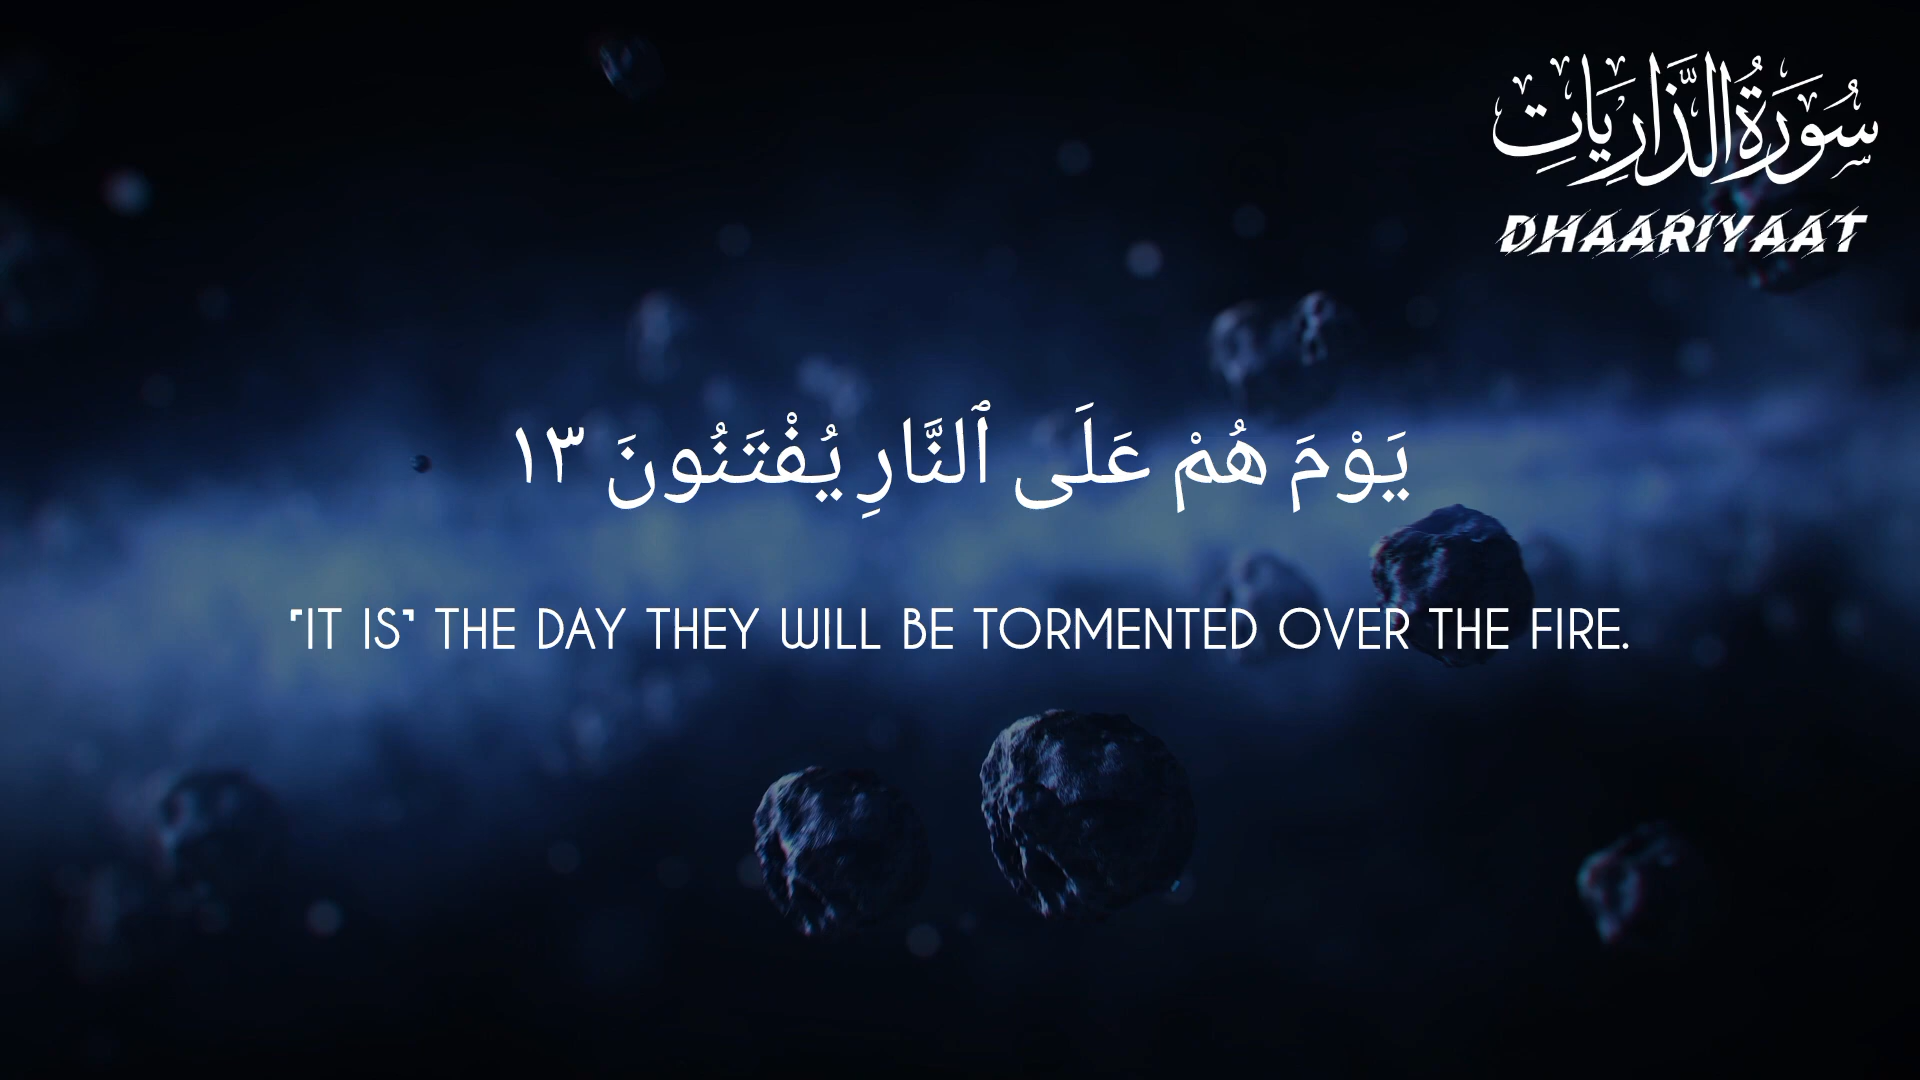 سُورَةُ الذَّارِيَاتِ
DHAARIYAAT
يَوْمَ هُمْ عَلَى ٱلنَّارِ يُفْتَنُونَ ١٣
⸢IT IS⸣ THE DAY THEY WILL BE TORMENTED OVER THE FIRE.